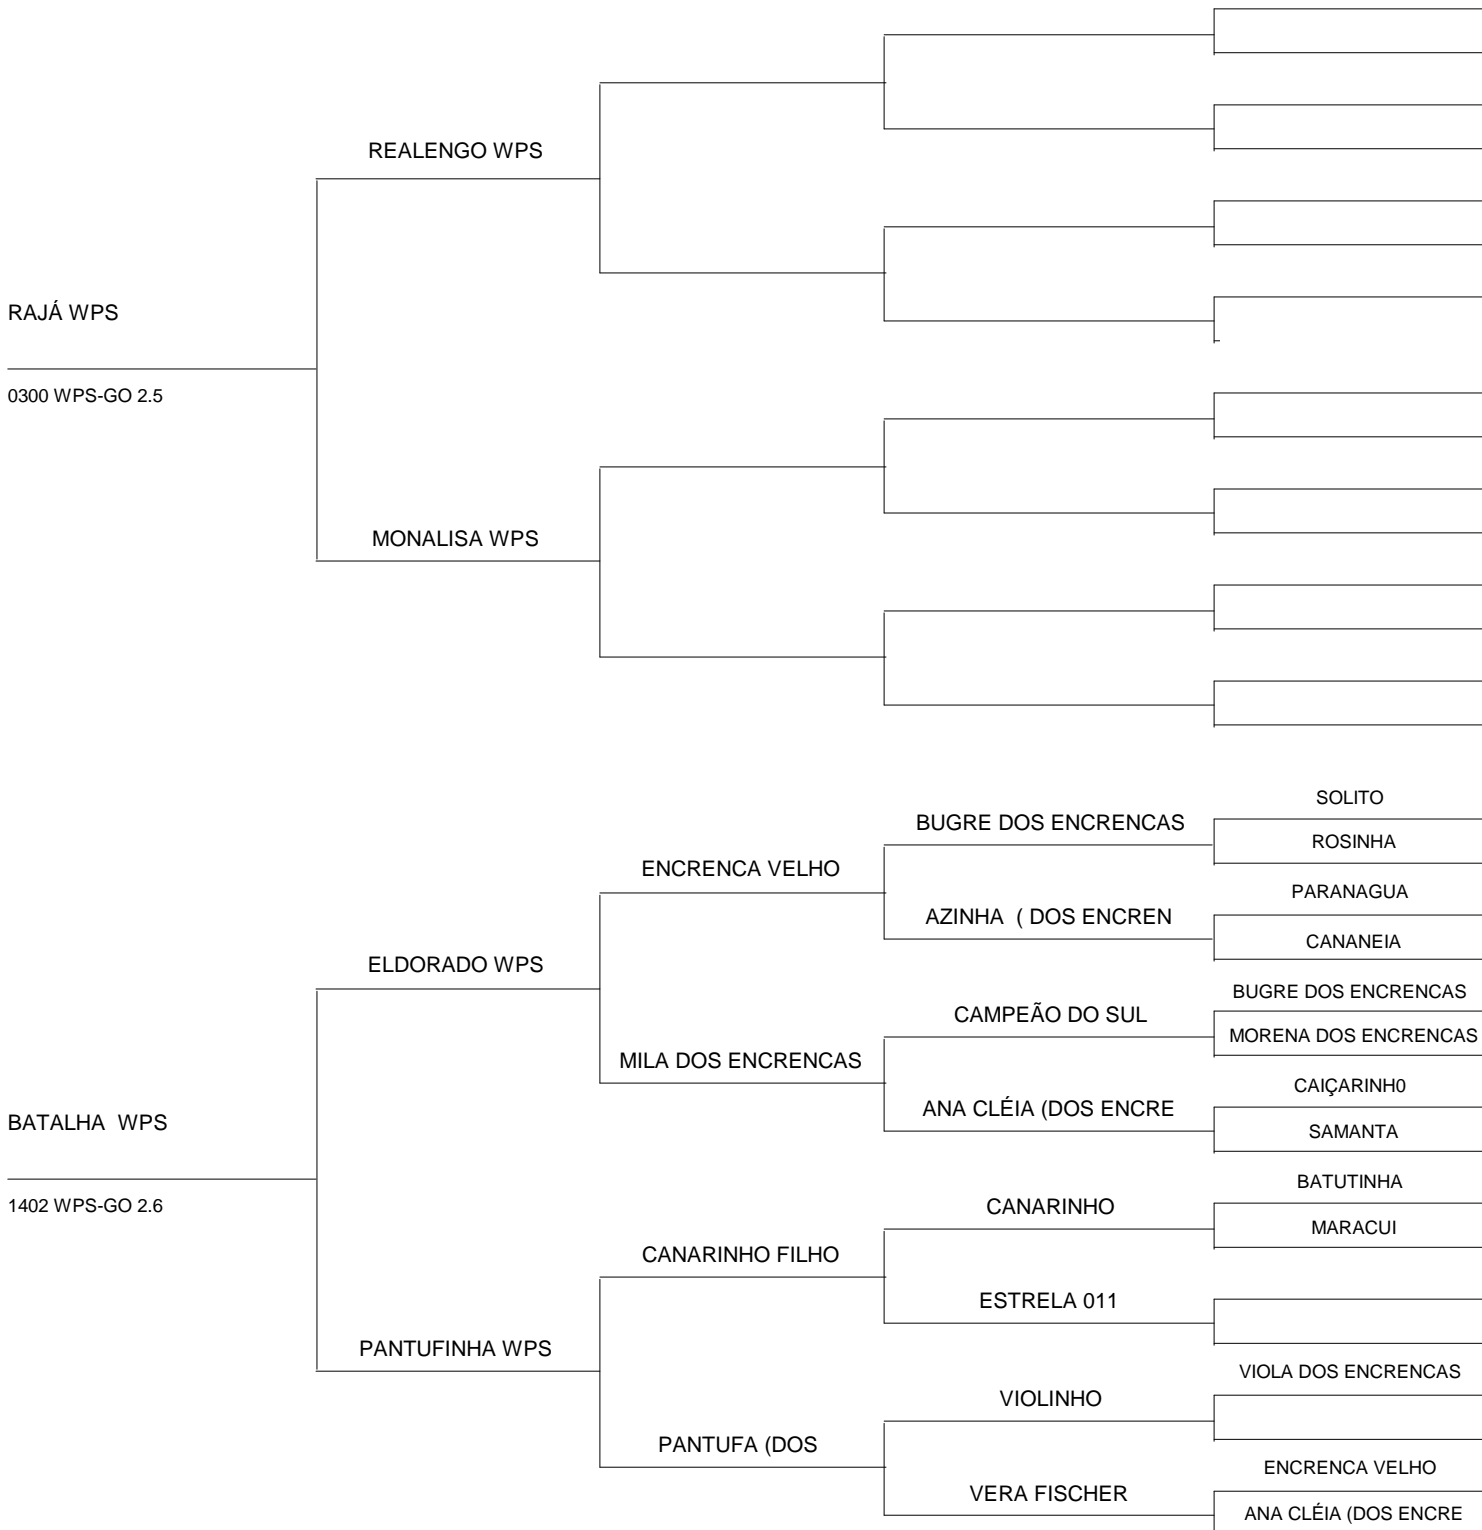 REALENGO WPS
RAJÁ WPS
0300 WPS-GO 2.5
MONALISA WPS
SOLITO
BUGRE DOS ENCRENCAS
ROSINHA
ENCRENCA VELHO
PARANAGUA
AZINHA ( DOS ENCREN
CANANEIA
ELDORADO WPS
BUGRE DOS ENCRENCAS
CAMPEÃO DO SUL
MORENA DOS ENCRENCAS
MILA DOS ENCRENCAS
CAIÇARINH0
ANA CLÉIA (DOS ENCRE
BATALHA WPS
SAMANTA
BATUTINHA
1402 WPS-GO 2.6
CANARINHO
MARACUI
CANARINHO FILHO
ESTRELA 011
PANTUFINHA WPS
VIOLA DOS ENCRENCAS
VIOLINHO
PANTUFA (DOS
ENCRENCA VELHO
VERA FISCHER
ANA CLÉIA (DOS ENCRE